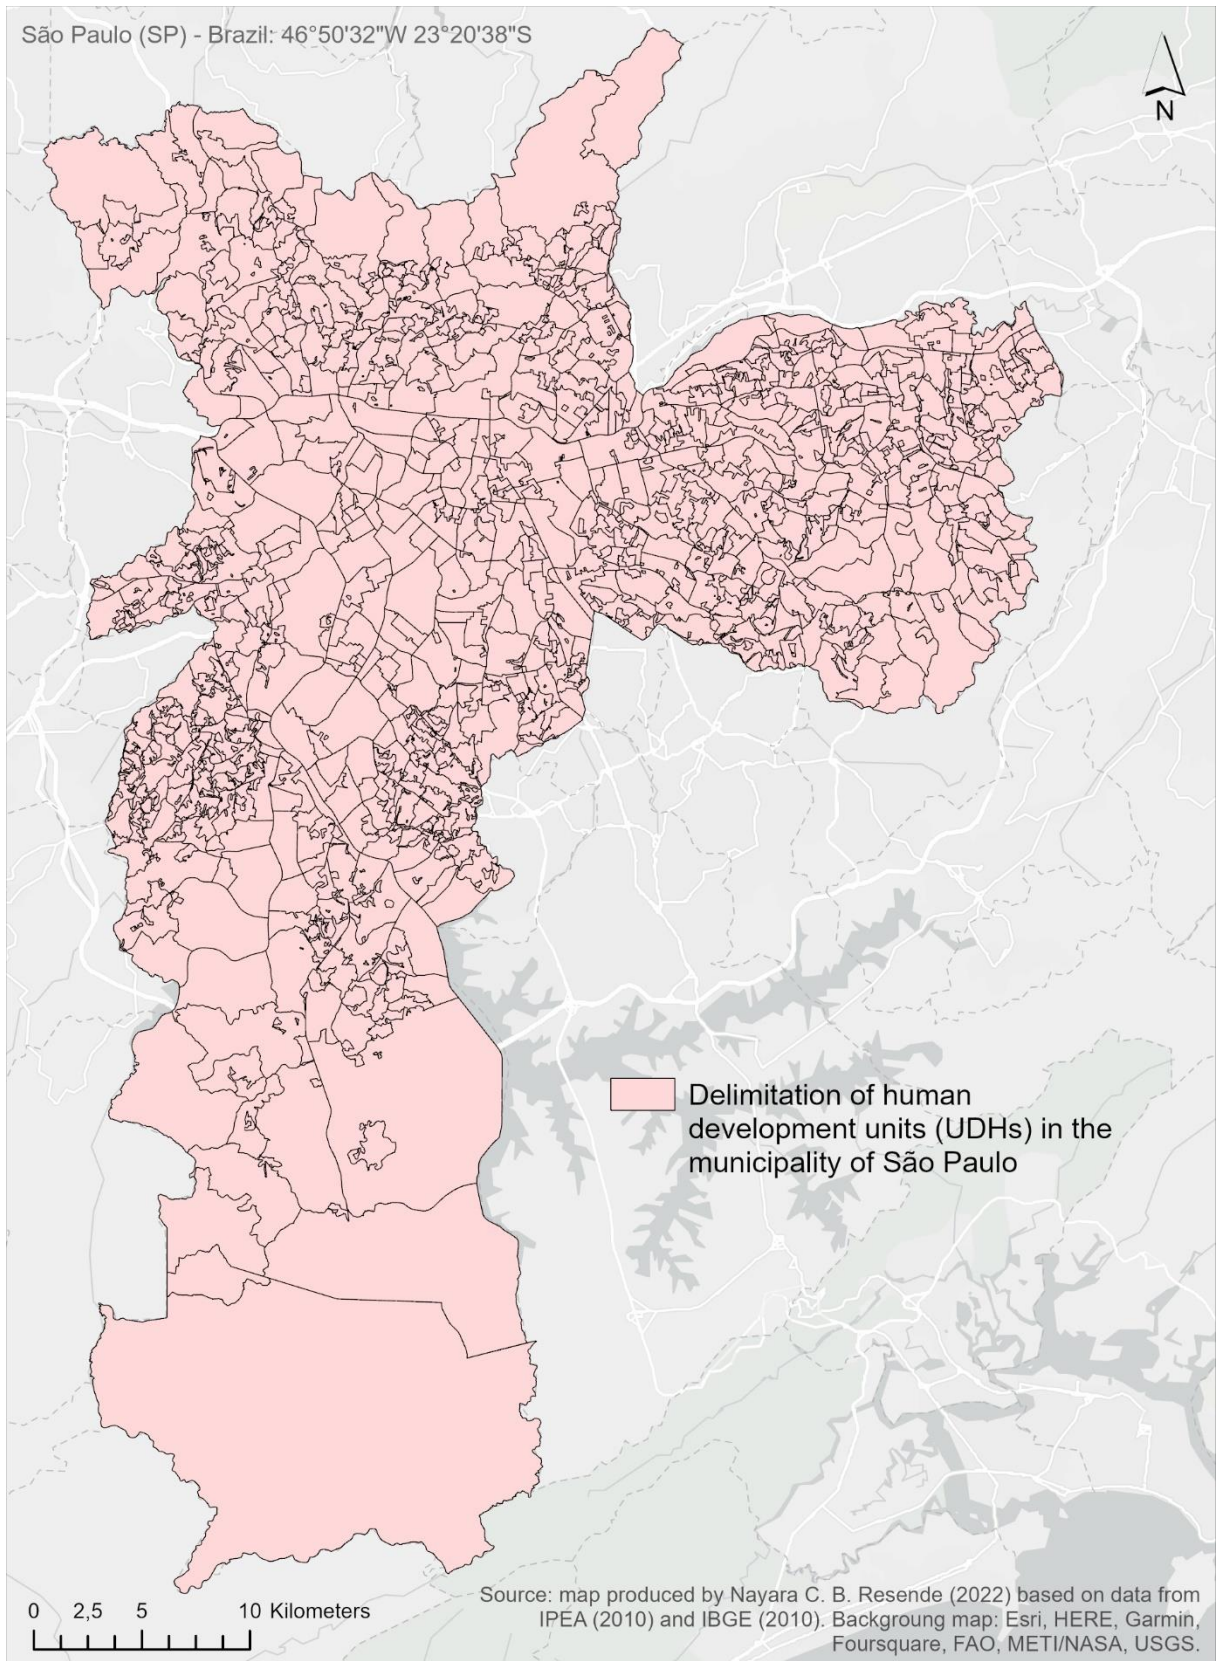 São Paulo (SP) - Brazil: 46°50'32"W 23°20'38"S
N
Delimitation of human
development units (UDHs) in the
municipality of São Paulo
0 2,5 5 10 Kilometers
Source: map produced by Nayara C. B. Resende (2022) based on data from
IPEA (2010) and IBGE (2010). Backgroung map: Esri, HERE, Garmin,
Foursquare, FAO, METI/NASA, USGS.